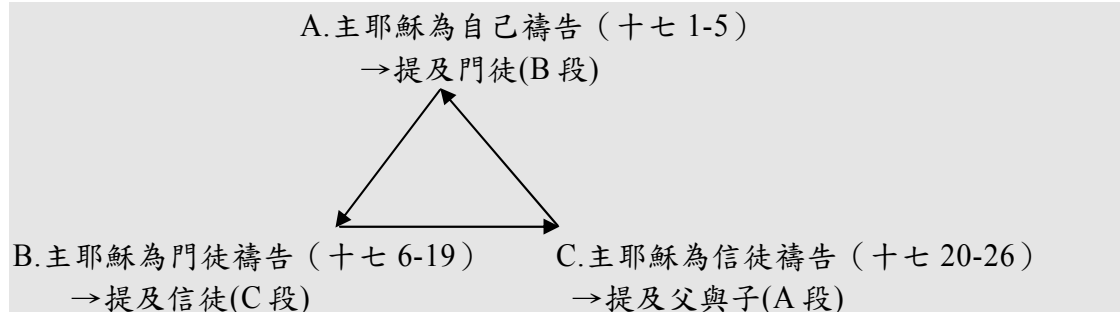 A.主耶穌為自己禱告（十七 1-5）
→提及門徒(B 段)
B.主耶穌為門徒禱告（十七 6-19）
→提及信徒(C 段)
C.主耶穌為信徒禱告（十七 20-26）
→提及父與子(A 段)